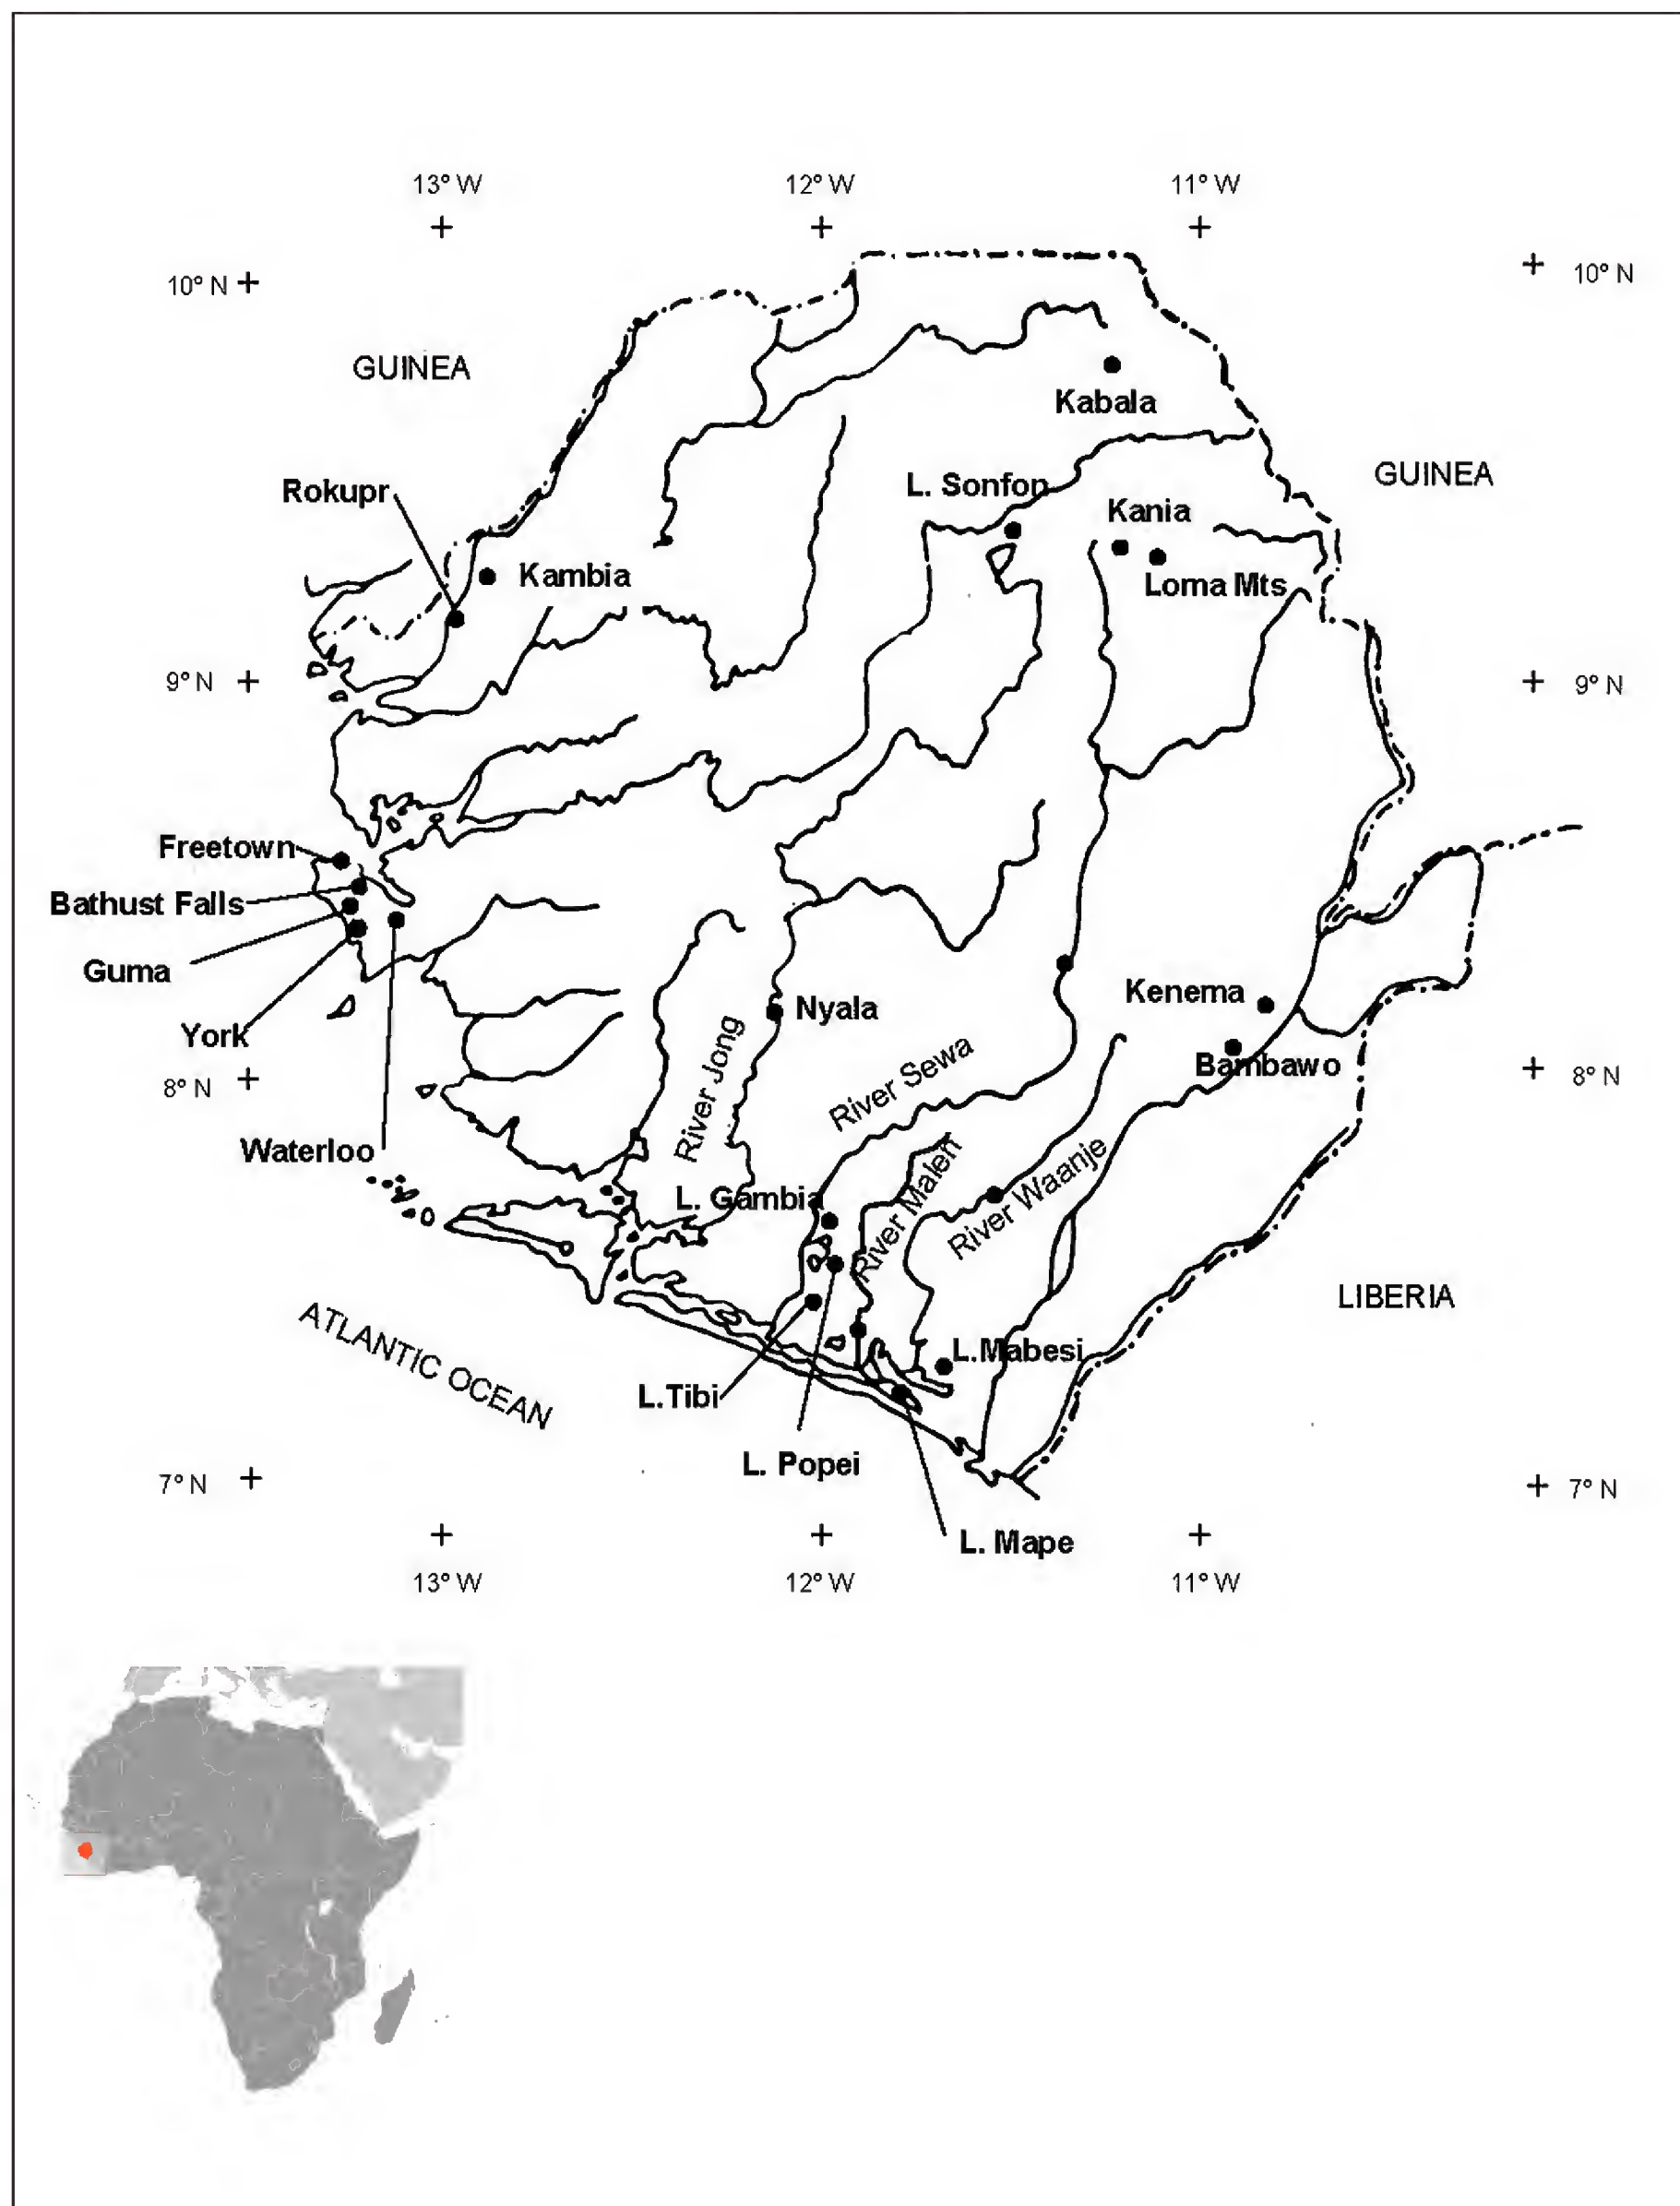 13° W
12° W
11° W
10° N
10° N
GUINEA
Kabala
GUINEA
L. Sonfon
Rokupr
Kania
Kambia
Loma Mts
9° N
9° N
Freetown
Bathust Falls
Guma
Kenema
Nyala
York
River Jong
River Sewa
Bambawo
8° N
8° N
Waterloo
L. Gambia
River Malen
River Waanje
LIBERIA
ATLANTIC OCEAN
L.Mabesi
L.Tibi
L. Popei
7° N
7° N
L. Mape
13° W
12° W
11° W